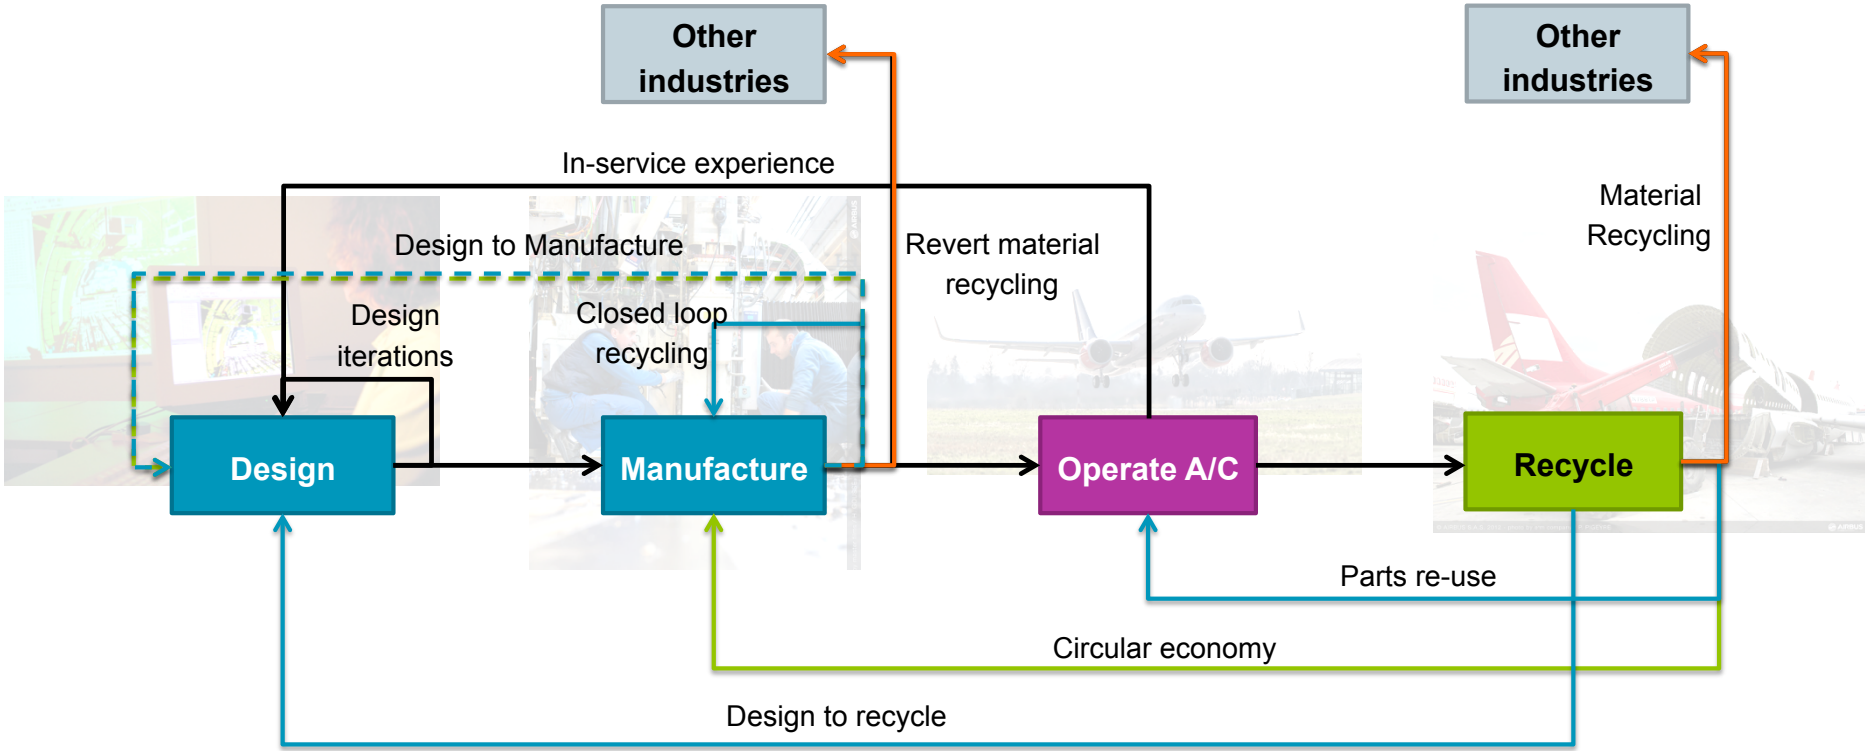 Other
industries
Other
industries
In-service experience
Material
Recycling
Design to Manufacture
Revert material
recycling
Design
iterations
Closed loop
recycling
Design
Manufacture
Operate A/C
Recycle
Parts re-use
Circular economy
Design to recycle